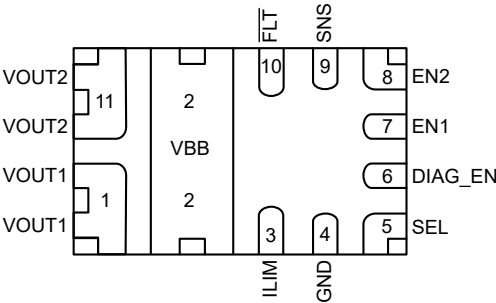 FLT
SNS
10
9
VOUT2
8
EN2
11
2
VOUT2
7
EN1
VBB
VOUT1
6
DIAG_EN
1
2
VOUT1
3
4
5
SEL
ILIM
GND